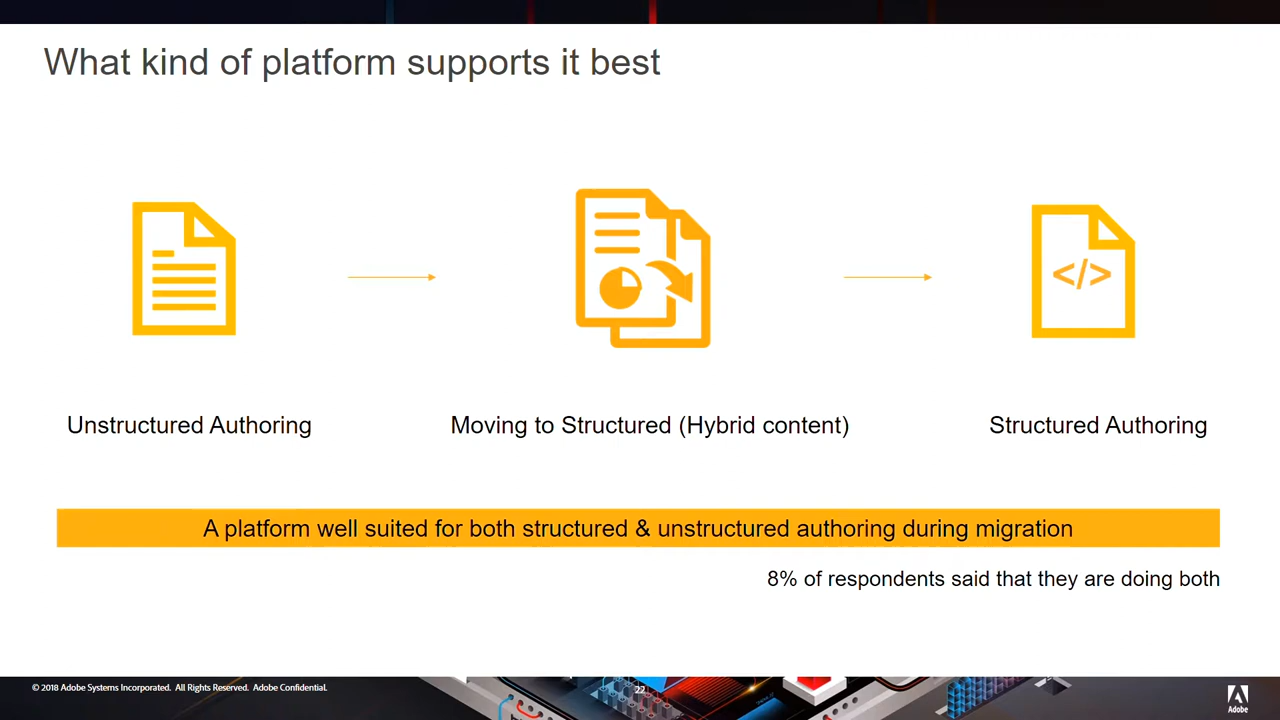 What kind of platform supports it best
</>
Unstructured Authoring
Moving to Structured (Hybrid content)
Structured Authoring
A platform well suited for both structured & unstructured authoring during migration
8% of respondents said that they are doing both
© 2018 Adobe Systems Incorporated. All Rights Reserved. Adobe Confidential.
22
Adobe